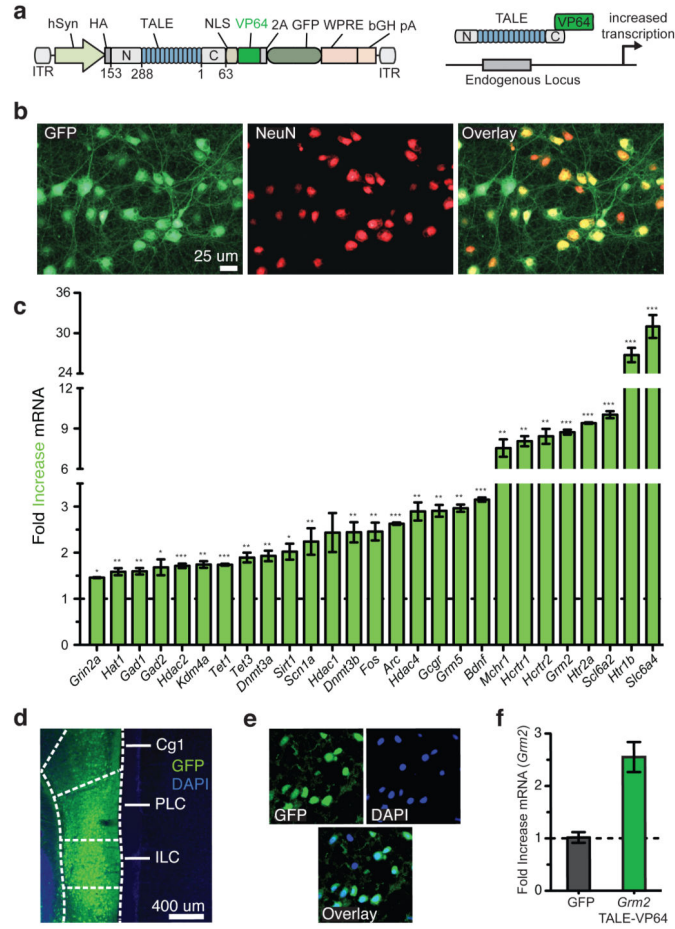 a
hSyn HA TALE NLS VP64 2A GFP WPRE bGH pA
N C
ITR 153 288 1 63 ITR
TALE VP64 increased transcription
N C
Endogenous Locus
b
GFP NeuN Overlay
25 um
c
Fold Increase mRNA
36
30
24
12
9
6
3
2
1
0
* ** ** * *** ** *** ** ** * ** ** ** *** ** ** ** *** ** ** ** *** *** *** *** ***
Grin2a Hat1 Gad1 Gad2 Hdac2 Kdm4a Tet1 Tet3 Dnmt3a Sirt1 Scn1a Hdac1 Dnmt3b Fos Arc Hdac4 Gcgr Grm5 Bdnf Mchr1 Hcrtr1 Hcrtr2 Grm2 Htr2a Scl6a2 Htr1b Slc6a4
d
Cg1
GFP
DAPI
PLC
ILC
400 um
e
GFP DAPI
Overlay
f
Fold Increase mRNA (Grm2)
3
2
1
0
GFP Grm2
TALE-VP64